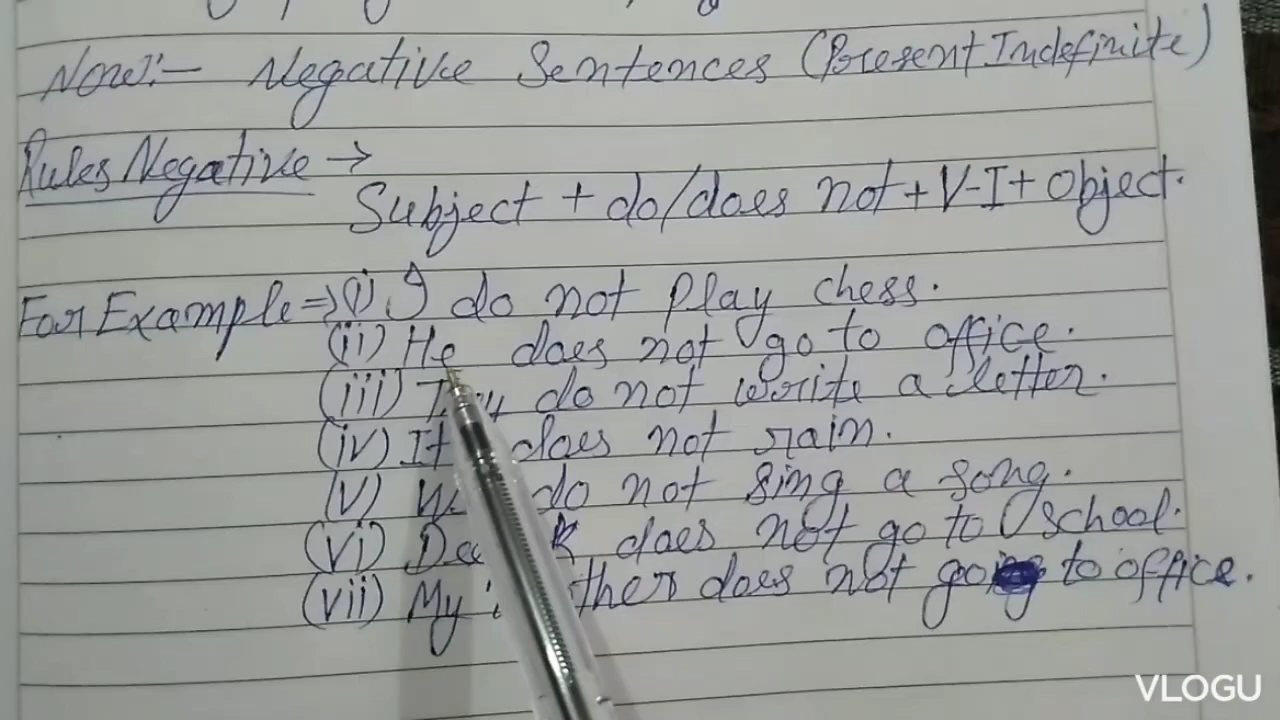 Now:- Negative Sentences (Present Indefinite)
Rules Negative →
Subject + do/does not + V-I + Object.
For Example ⇒ (i) I do not play chess.
(ii) He does not go to office.
(iii) do not write a letter.
(iv) It does not rain.
(v) do not sing a song.
(vi) does not go to school.
(vii) My does not go to office.
VLOGU